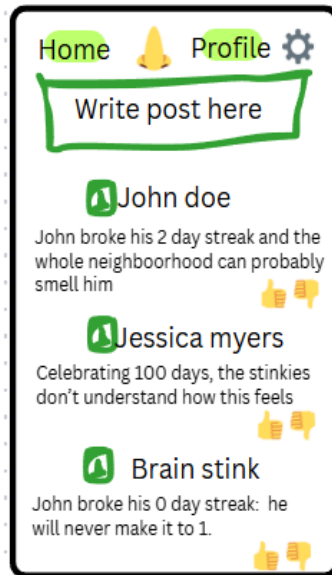 Home Profile
Write post here
John doe
John broke his 2 day streak and the
whole neighboorhood can probably
smell him
Jessica myers
Celebrating 100 days, the stinkies
don't understand how this feels
Brain stink
John broke his 0 day streak: he
will never make it to 1.